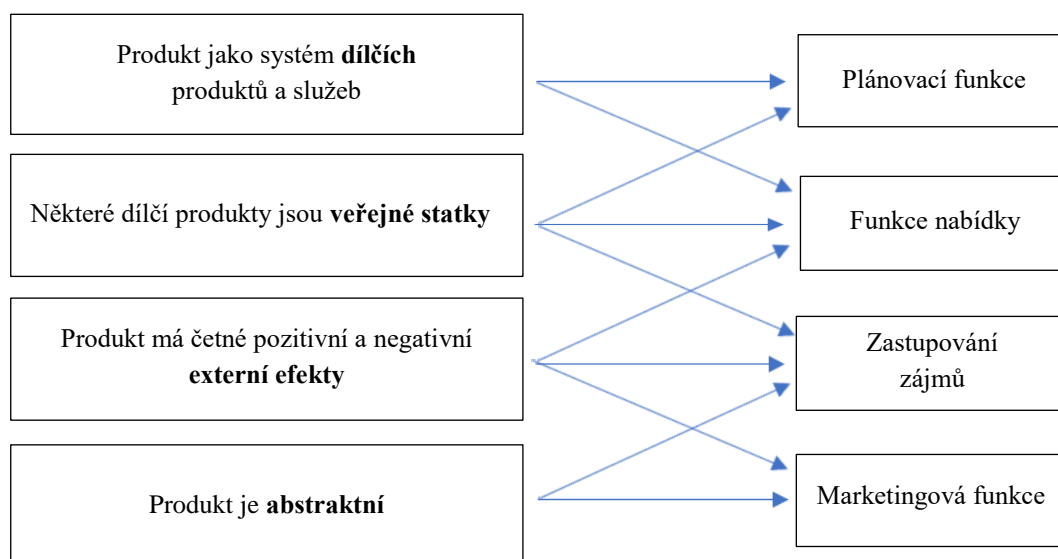 Produkt jako systém dílčích
produktů a služeb
Některé dílčí produkty jsou veřejné statky
Produkt má četné pozitivní a negativní
externí efekty
Produkt je abstraktní
Plánovací funkce
Funkce nabídky
Zastupování
zájmů
Marketingová funkce